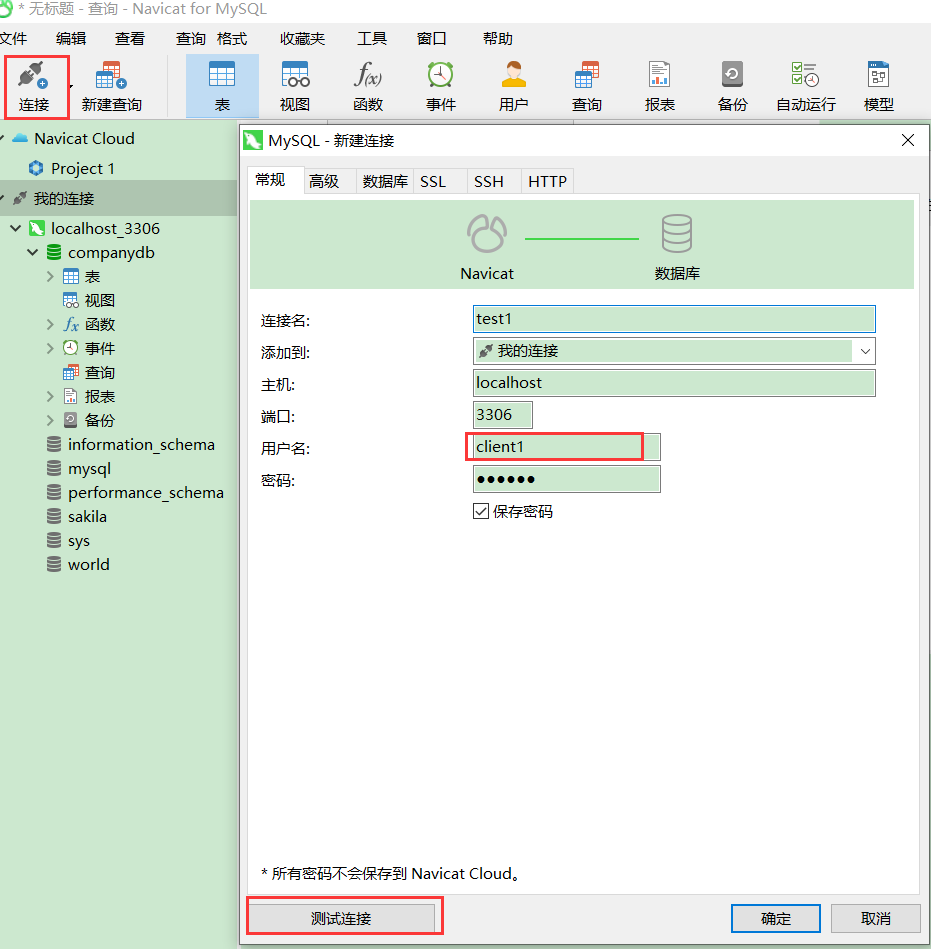 * 无标题 - 查询 - Navicat for MySQL
文件 编辑 查看 查询 格式 收藏夹 工具 窗口 帮助
连接 新建查询 表 视图 函数 事件 用户 查询 报表 备份 自动运行 模型
Navicat Cloud
Project 1
我的连接
localhost_3306
companydb
表
视图
函数
事件
查询
报表
备份
information_schema
mysql
performance_schema
sakila
sys
world
MySQL - 新建连接
常规 高级 数据库 SSL SSH HTTP
Navicat 数据库
连接名: test1
添加到: 我的连接
主机: localhost
端口: 3306
用户名: client1
密码: ●●●●●●
保存密码
* 所有密码不会保存到 Navicat Cloud。
测试连接 确定 取消